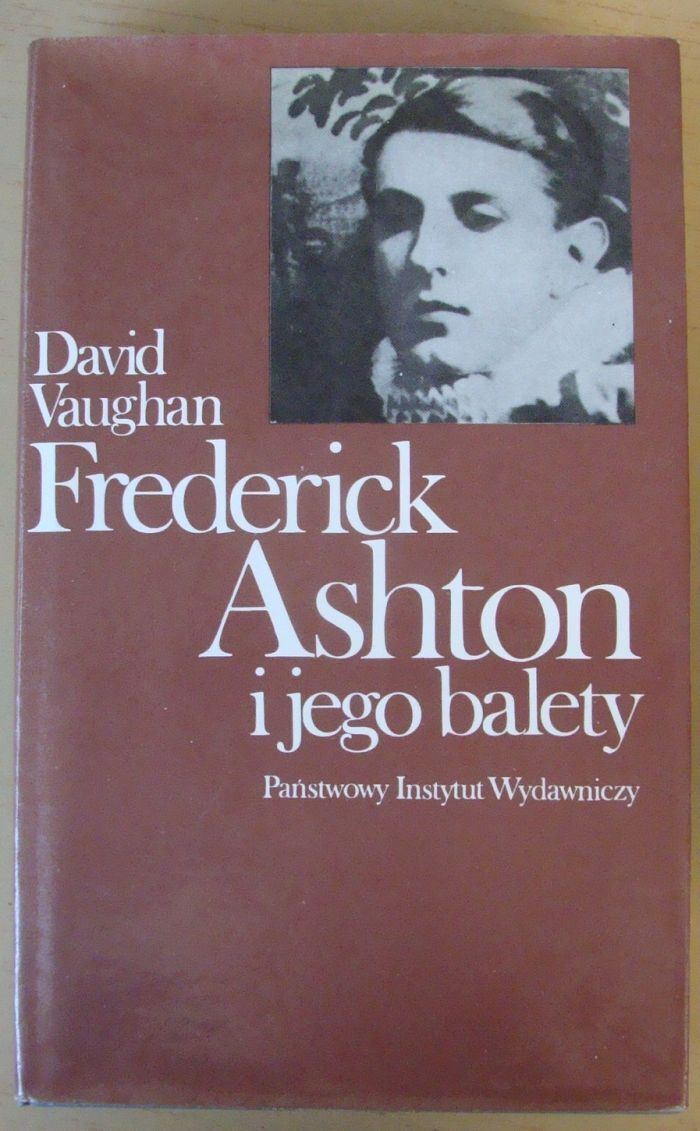 David
Vaughan
Frederick
Ashton
i jego balety
Państwowy Instytut Wydawniczy